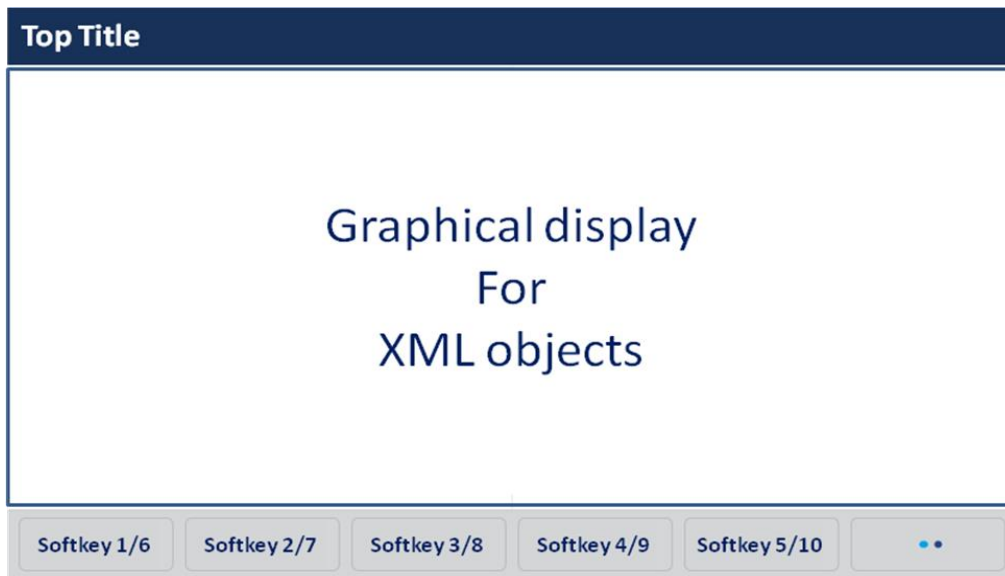 Top Title
Graphical display
For
XML objects
Softkey 1/6 Softkey 2/7 Softkey 3/8 Softkey 4/9 Softkey 5/10